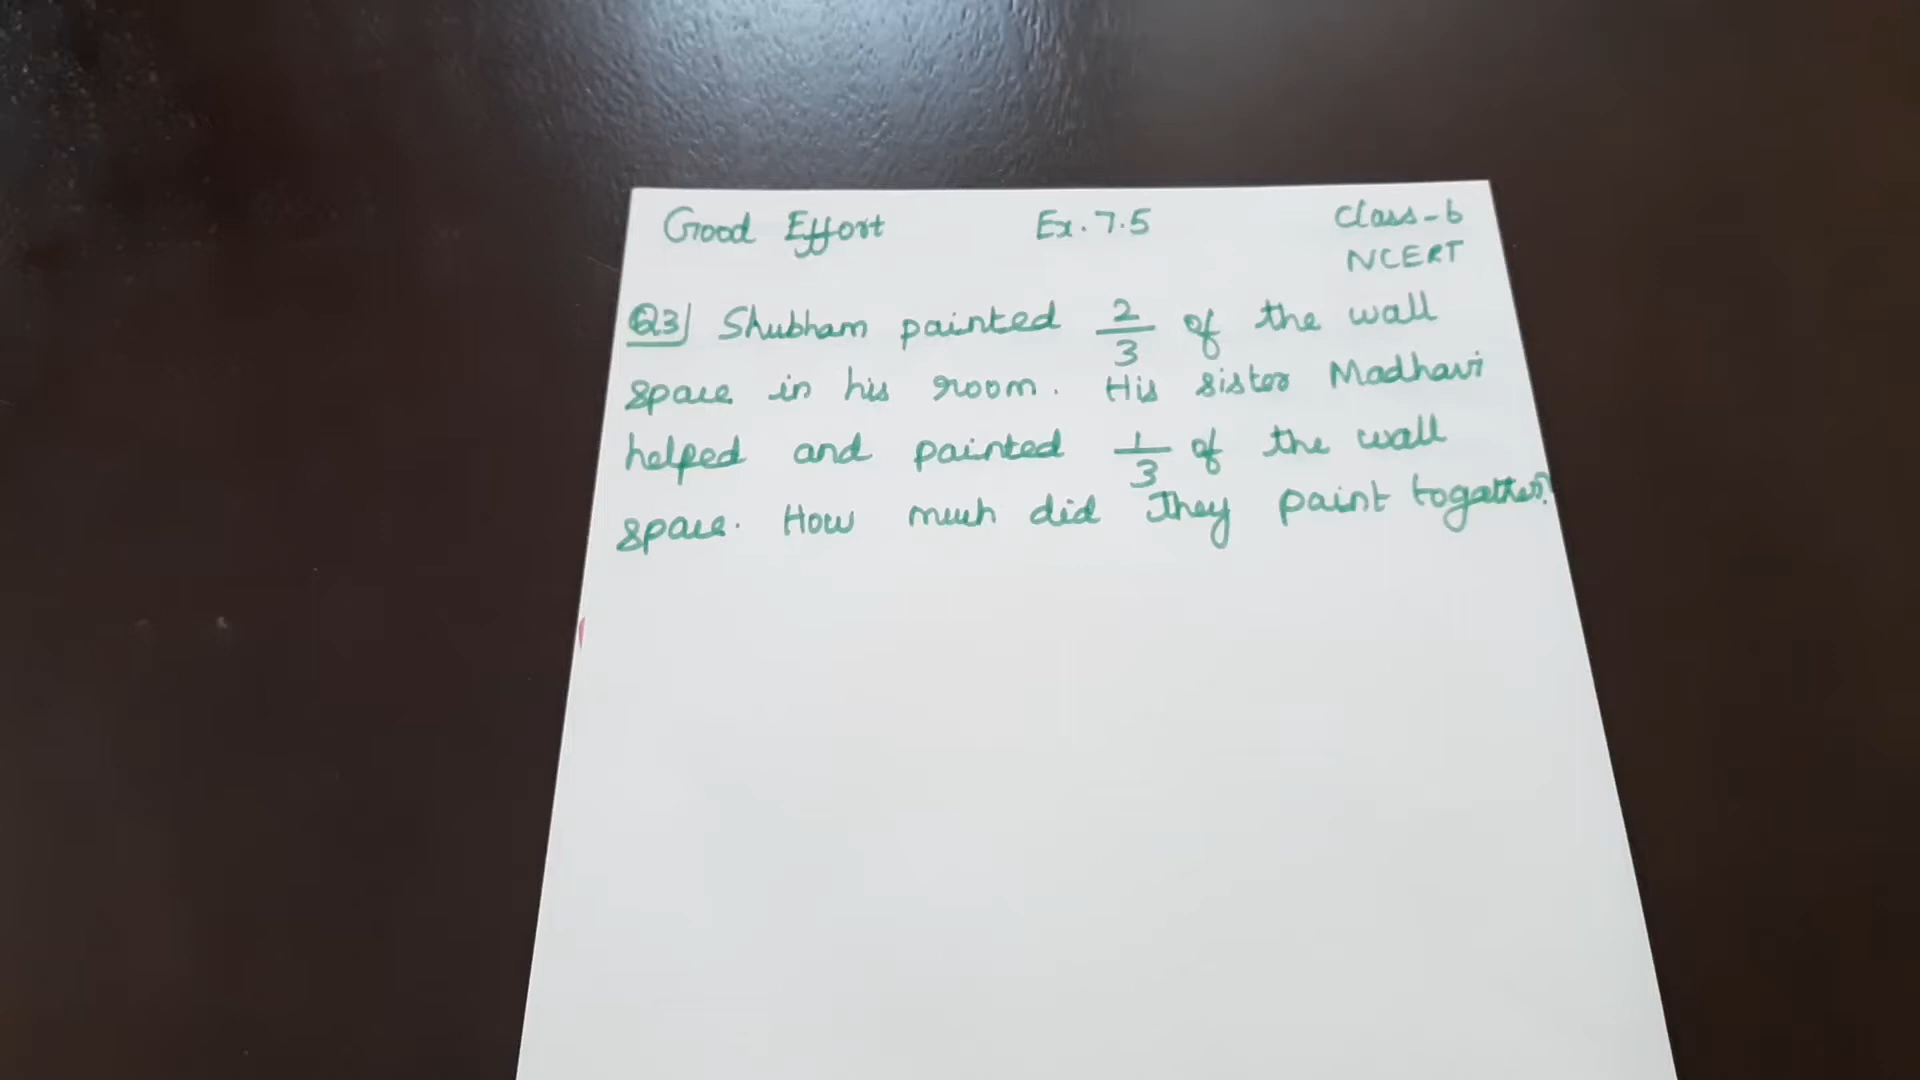 Good Effort Ex. 7.5 Class-6
NCERT
Q3) Shubham painted 2/3 of the wall
space in his room. His sister Madhavi
helped and painted 1/3 of the wall
space. How much did They paint togather?